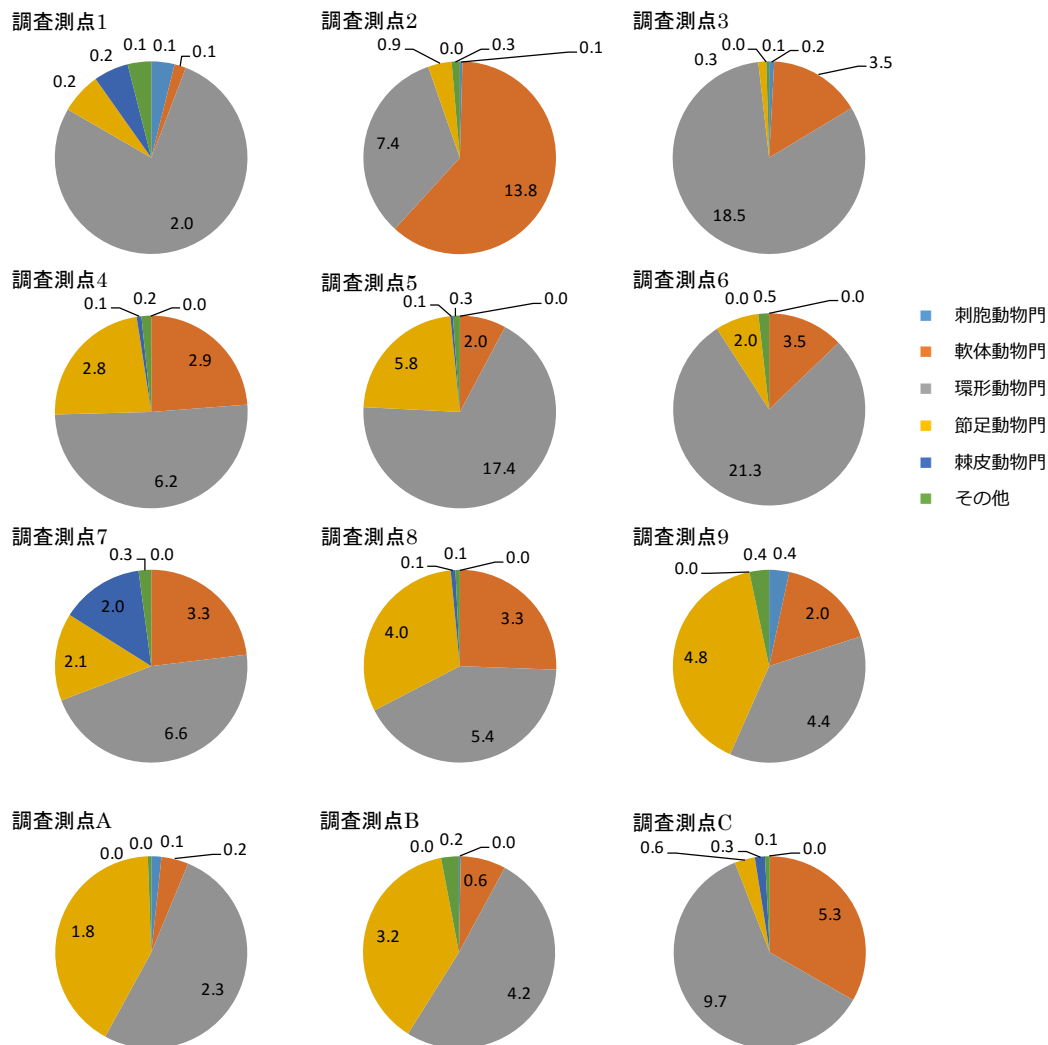 調査測点1
0.2 0.2 0.1 0.1 0.1
2.0
調査測点2
0.9 0.0 0.3 0.1
7.4
13.8
調査測点3
0.3 0.0 0.1 0.2 3.5
18.5
調査測点4
0.1 0.2 0.0
2.8 2.9
6.2
調査測点5
0.1 0.3 0.0
5.8 2.0
17.4
調査測点6
0.0 0.5 0.0
2.0 3.5
21.3
刺胞動物門
軟体動物門
環形動物門
節足動物門
棘皮動物門
その他
調査測点7
0.3 0.0
2.0 3.3
2.1
6.6
調査測点8
0.1 0.1 0.0
4.0 3.3
5.4
調査測点9
0.0 0.4 0.4
4.8 2.0
4.4
調査測点A
0.0 0.0 0.1 0.2
1.8
2.3
調査測点B
0.0 0.2 0.0
3.2 0.6
4.2
調査測点C
0.6 0.3 0.1 0.0
5.3
9.7